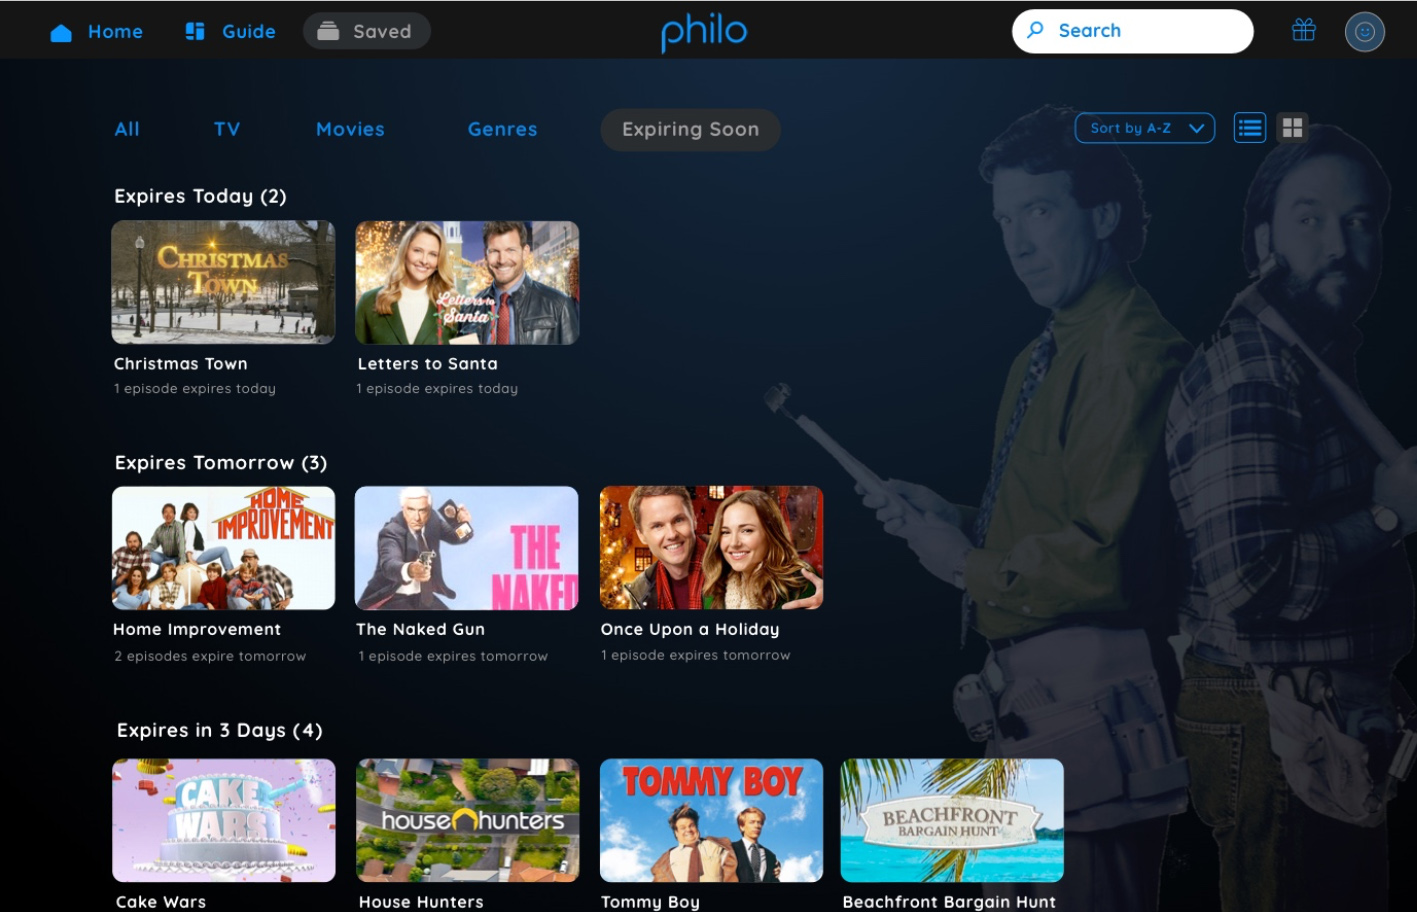 Home
Guide
Saved
philo
Search
All
TV
Movies
Genres
Expiring Soon
Sort by A-Z
Expires Today (2)
CHRISTMAS
TOWN
Letters to
Santa
Christmas Town
Letters to Santa
1 episode expires today
1 episode expires today
Expires Tomorrow (3)
HOME
IMPROVEMENT
THE
NAKED
Home Improvement
The Naked Gun
Once Upon a Holiday
2 episodes expire tomorrow
1 episode expires tomorrow
1 episode expires tomorrow
Expires in 3 Days (4)
CAKE
WARS
house hunters
TOMMY BOY
BEACHFRONT
BARGAIN HUNT
Cake Wars
House Hunters
Tommy Boy
Beachfront Bargain Hunt